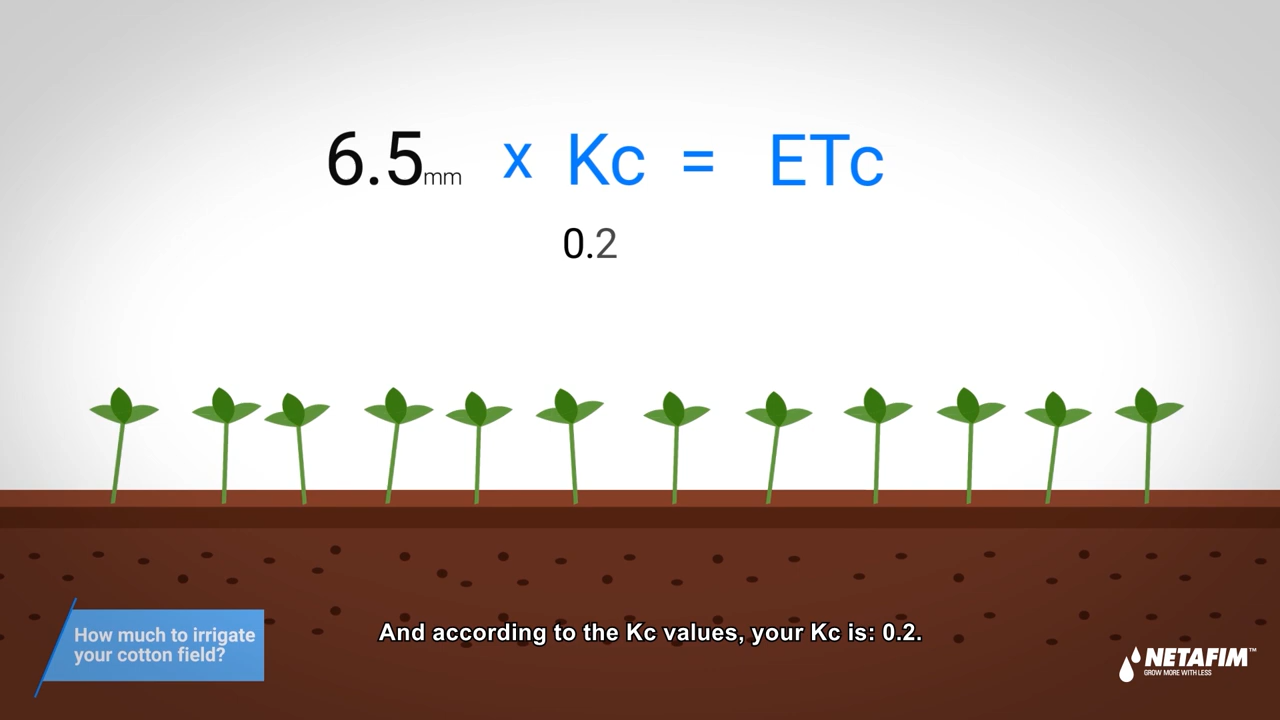 6.5mm x Kc = ETc
0.2
How much to irrigate
your cotton field?
And according to the Kc values, your Kc is: 0.2.
NETAFIM™
GROW MORE WITH LESS